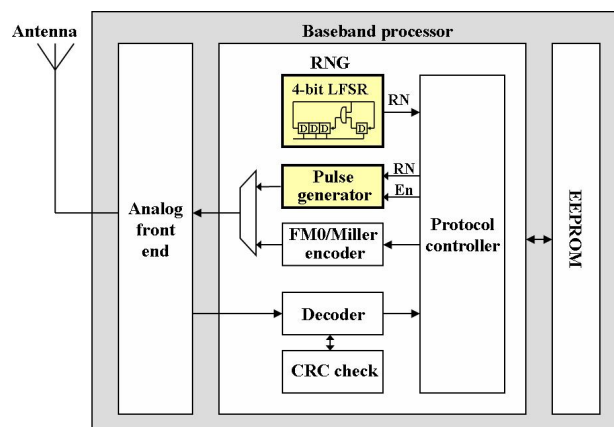 Antenna
Baseband processor
RNG
4-bit LFSR
D D D D
RN
Pulse
generator
RN
En
Analog
front
end
FM0/Miller
encoder
Protocol
controller
EEPROM
Decoder
CRC check